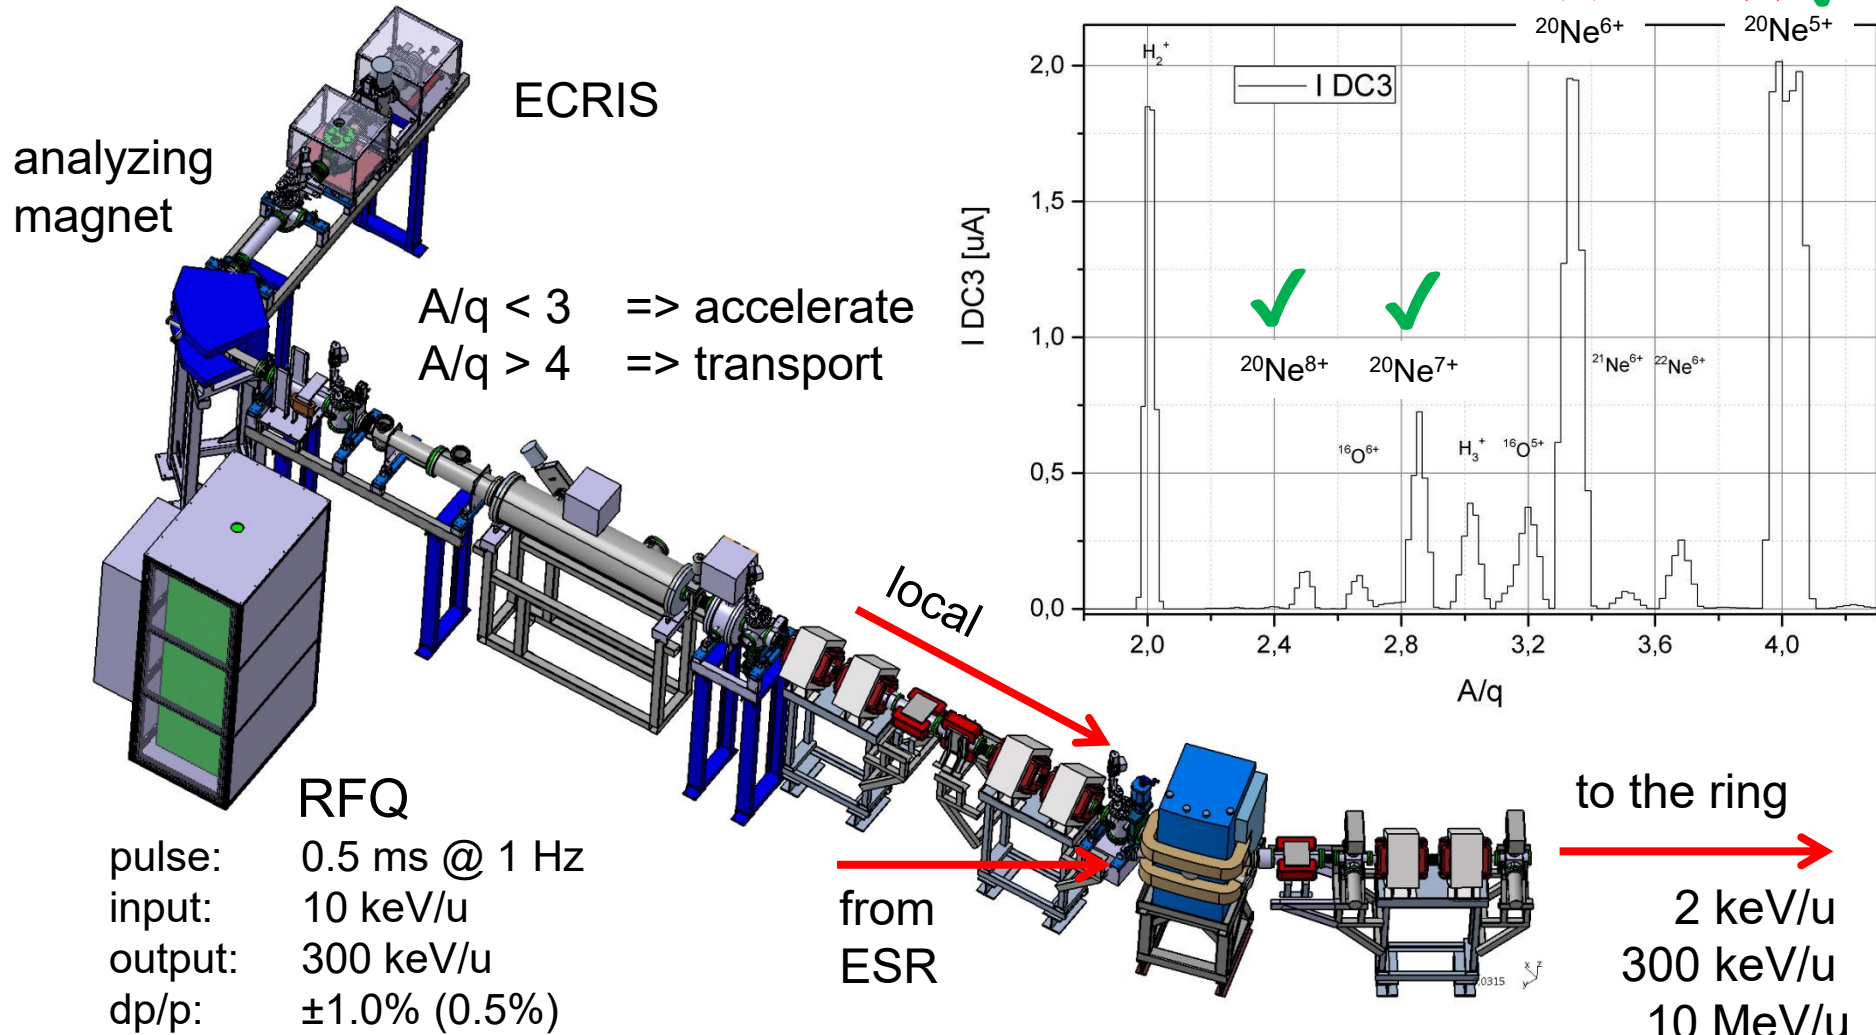 ECRIS
analyzing
magnet
A/q < 3 => accelerate
A/q > 4 => transport
RFQ
pulse: 0.5 ms @ 1 Hz
input: 10 keV/u
output: 300 keV/u
dp/p: ±1.0% (0.5%)
local
from
ESR
to the ring
2 keV/u
300 keV/u
10 MeV/u
²⁰Ne⁶⁺ ²⁰Ne⁵⁺
H₂⁺
I DC3
²⁰Ne⁸⁺ ²⁰Ne⁷⁺
²¹Ne⁶⁺ ²²Ne⁶⁺
¹⁶O⁶⁺ H₃⁺ ¹⁶O⁵⁺
I DC3 [uA]
2,0
1,5
1,0
0,5
0,0
2,0 2,4 2,8 3,2 3,6 4,0
A/q
x z
y